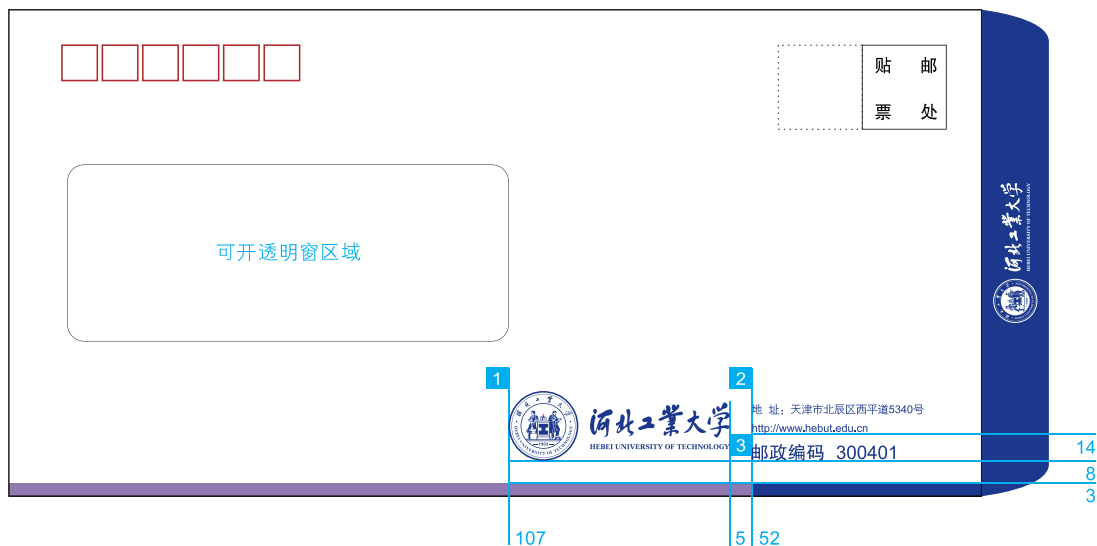 贴 邮
票 处
可开透明窗区域
河北工业大学
HEBEI UNIVERSITY OF TECHNOLOGY
1
2
河北工業大学
HEBEI UNIVERSITY OF TECHNOLOGY
地 址：天津市北辰区西平道5340号
http://www.hebut.edu.cn
3
邮政编码 300401
14
8
3
107
5
52